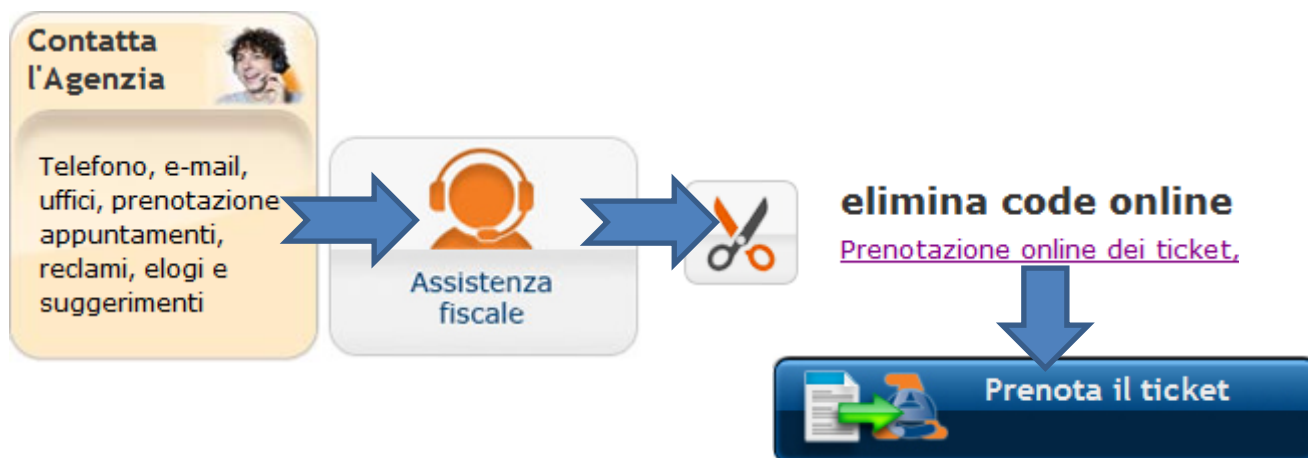 Contatta
l'Agenzia
Telefono, e-mail,
uffici, prenotazione
appuntamenti,
reclami, elogi e
suggerimenti
Assistenza
fiscale
elimina code online
Prenotazione online dei ticket,
Prenota il ticket